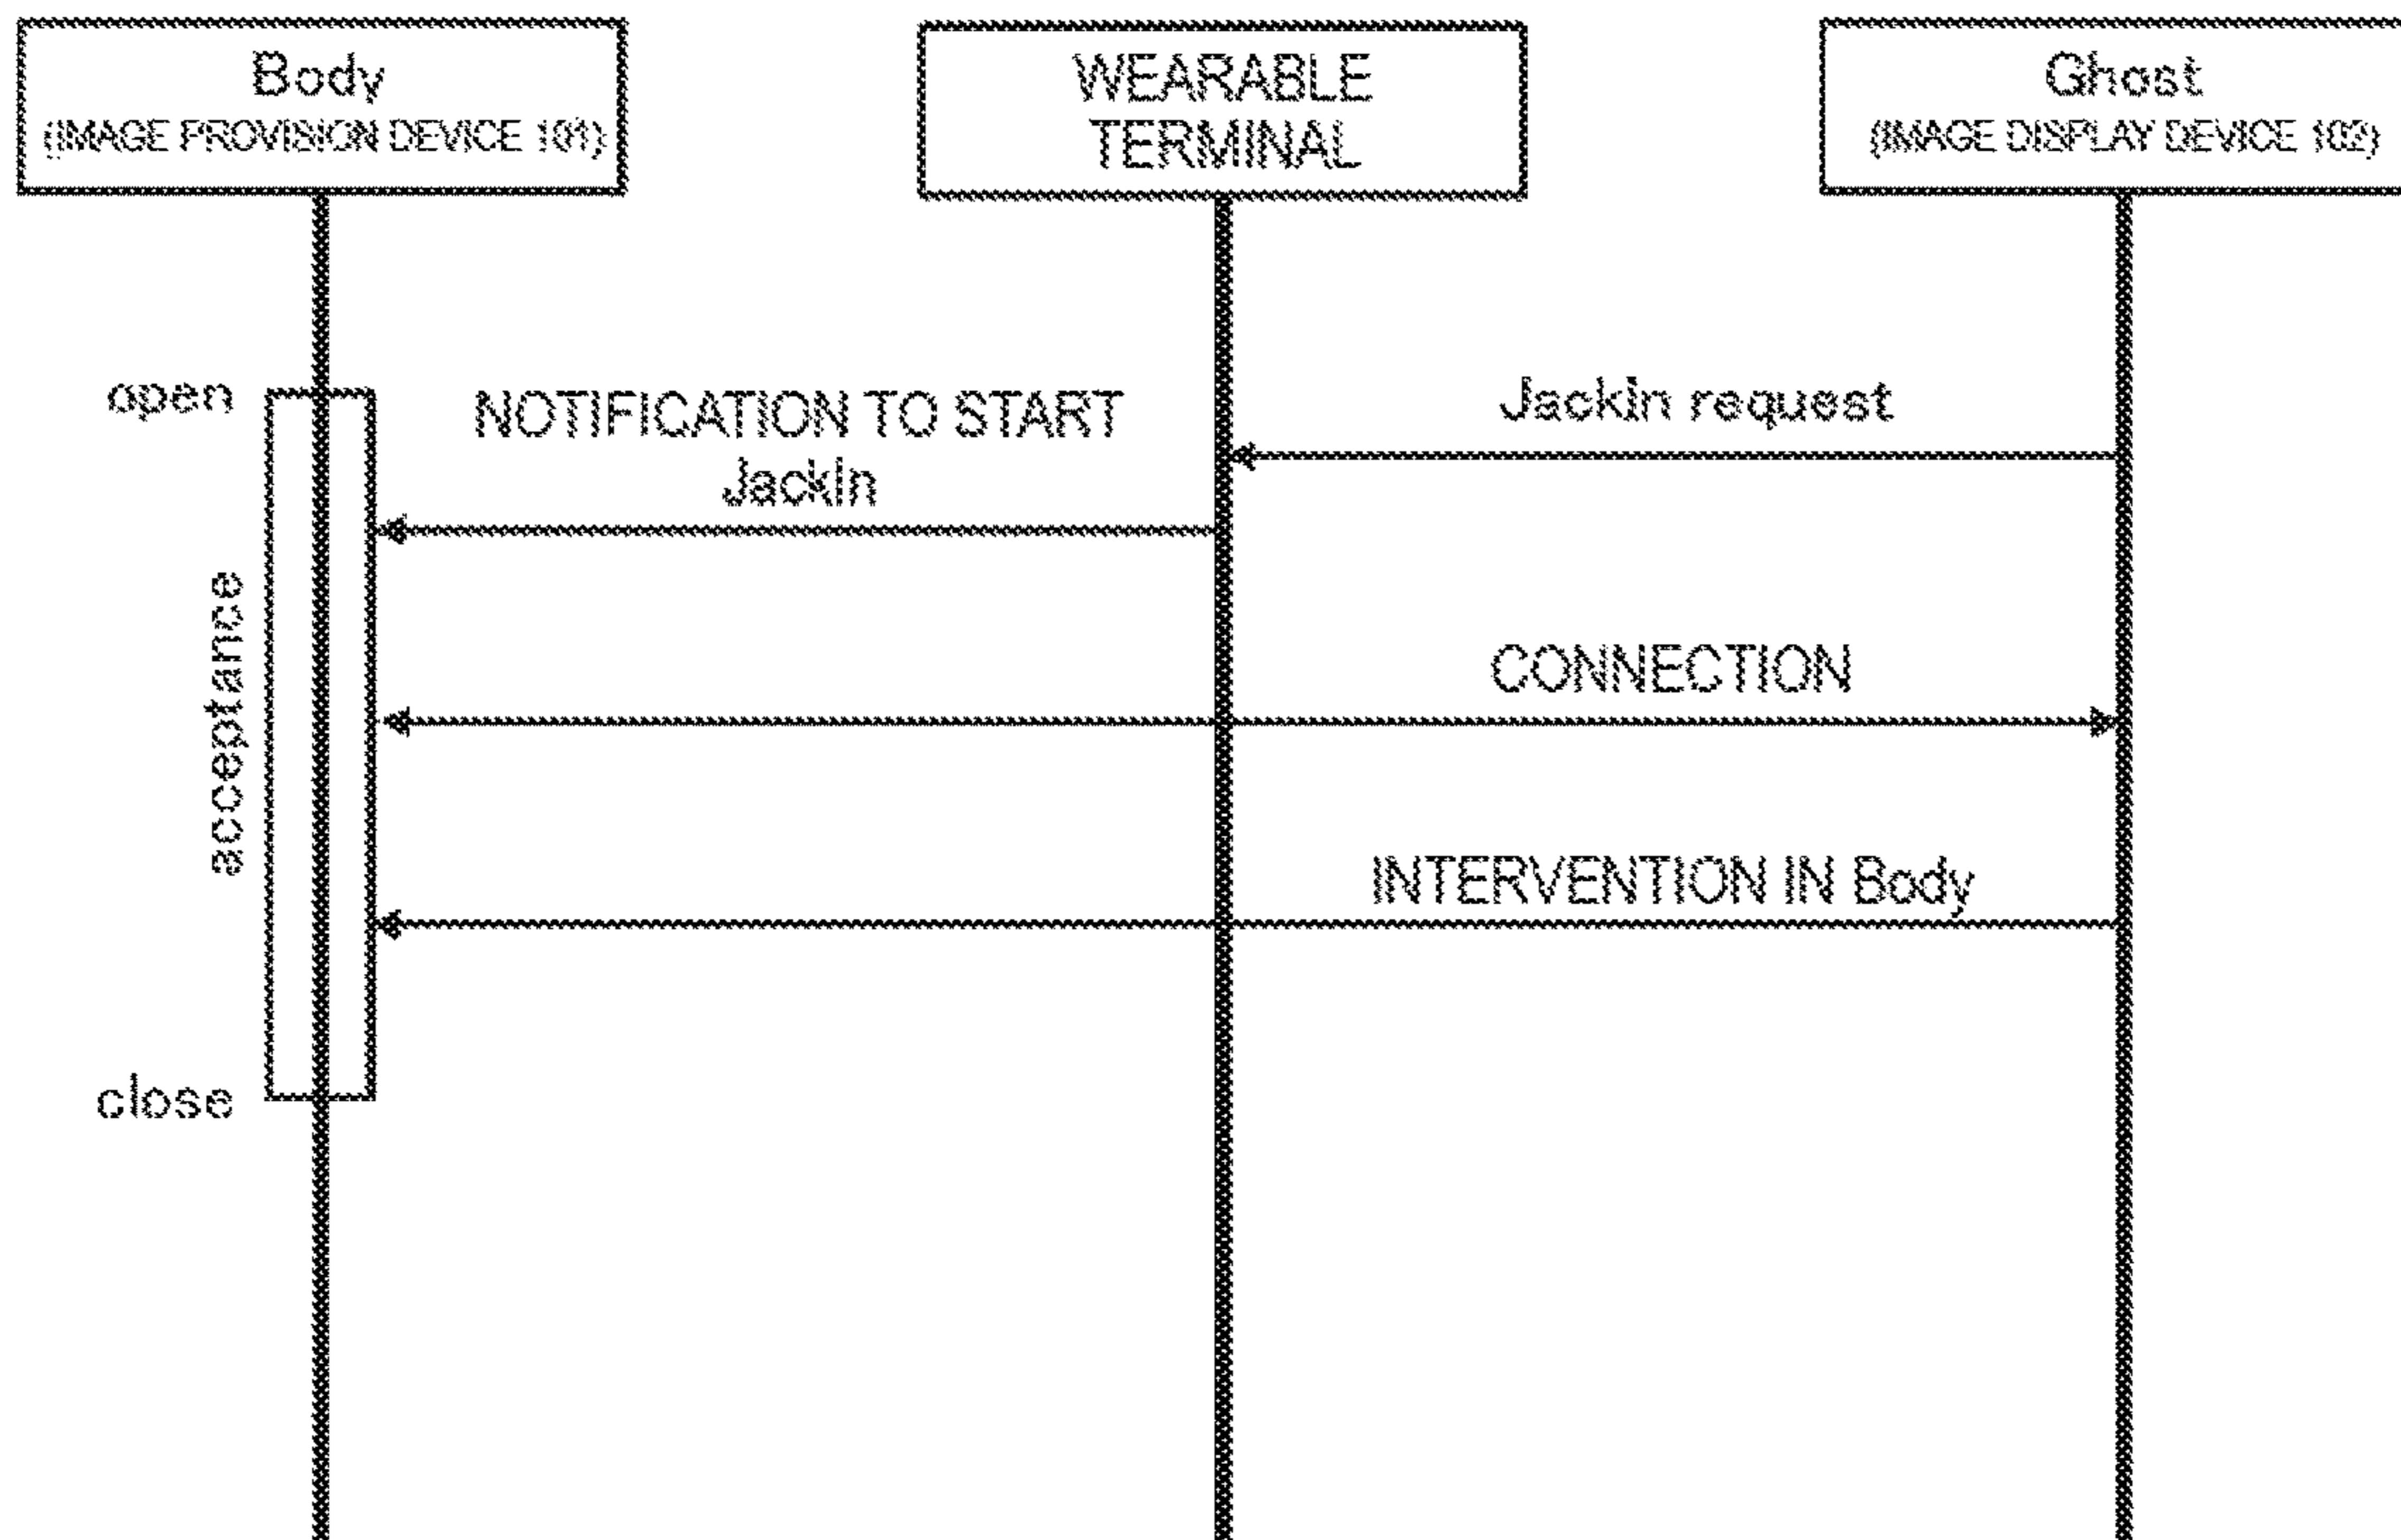 Body
(IMAGE PROVISION DEVICE 101)
WEARABLE
TERMINAL
Ghost
(IMAGE DISPLAY DEVICE 102)
open
NOTIFICATION TO START
Jackin
Jackin request
acceptance
CONNECTION
INTERVENTION IN Body
close